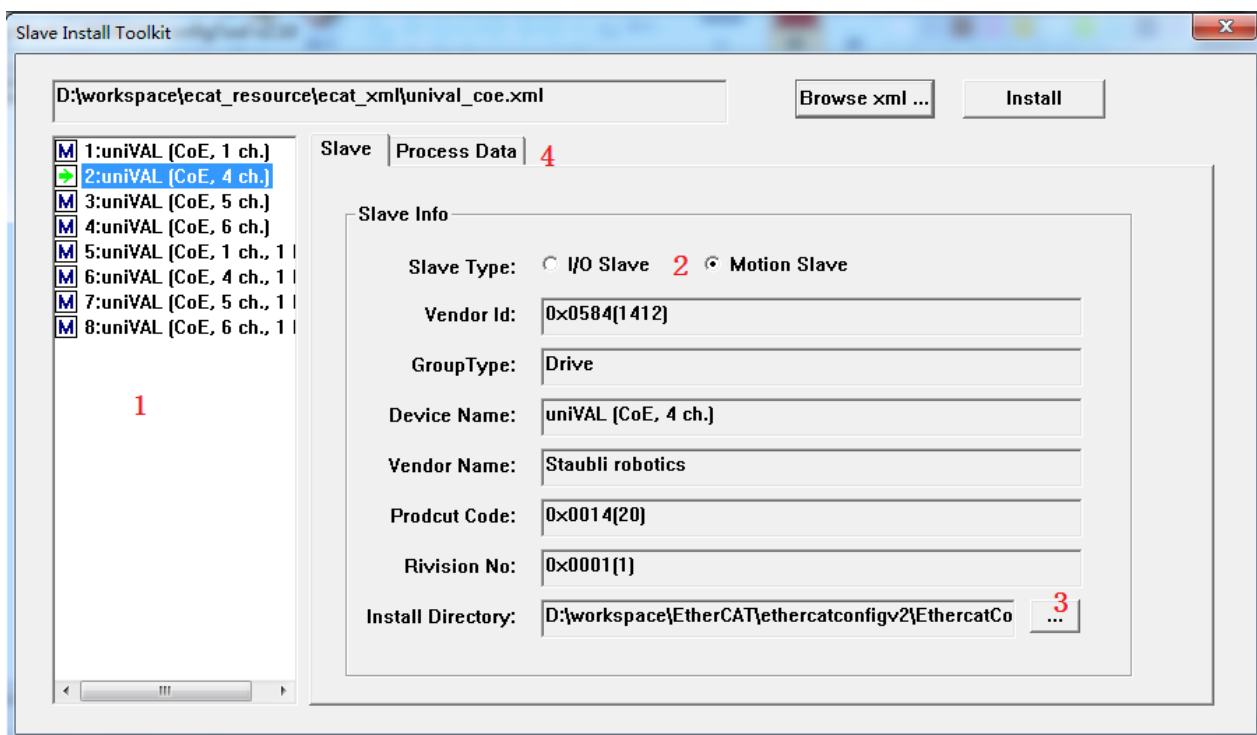 Slave Install Toolkit
D:\workspace\ecat_resource\ecat_xml\unival_coe.xml
Browse xml ...
Install
M 1:uniVAL (CoE, 1 ch.)
2:uniVAL (CoE, 4 ch.)
M 3:uniVAL (CoE, 5 ch.)
M 4:uniVAL (CoE, 6 ch.)
M 5:uniVAL (CoE, 1 ch., 1
M 6:uniVAL (CoE, 4 ch., 1
M 7:uniVAL (CoE, 5 ch., 1
M 8:uniVAL (CoE, 6 ch., 1
1
Slave
Process Data
4
Slave Info
Slave Type: I/O Slave 2 Motion Slave
Vendor Id: 0x0584(1412)
GroupType: Drive
Device Name: uniVAL (CoE, 4 ch.)
Vendor Name: Staubli robotics
Prodcut Code: 0x0014(20)
Rivision No: 0x0001(1)
Install Directory: D:\workspace\EtherCAT\ethercatconfigv2\EthercatCo
3
...